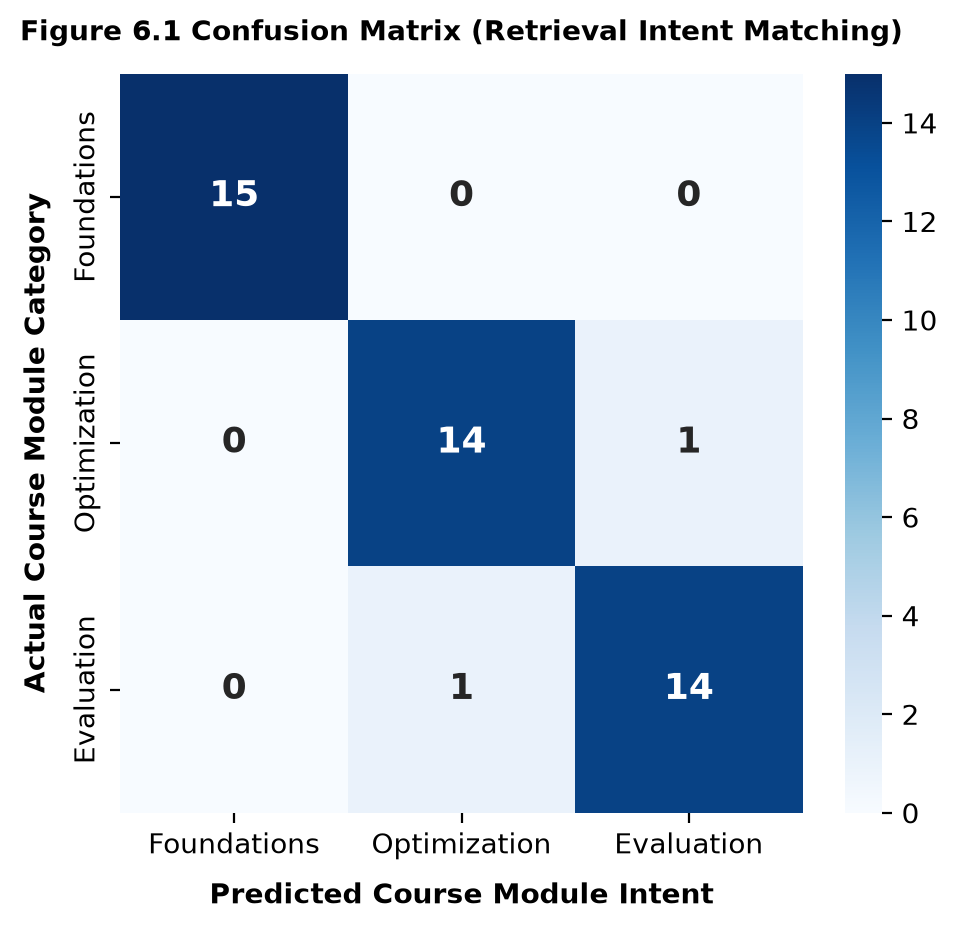 Figure 6.1 Confusion Matrix (Retrieval Intent Matching)
Actual Course Module Category
Foundations
15 0 0
Optimization
0 14 1
Evaluation
0 1 14
Foundations Optimization Evaluation
Predicted Course Module Intent
14
12
10
8
6
4
2
0